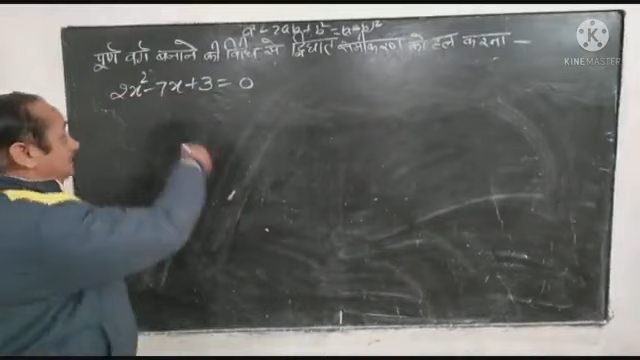 a² - 2ab + b² = (a-b)²
पूर्ण वर्ग बनाने की विधि से द्विघात समीकरण को हल करना —
2x² - 7x + 3 = 0
KINEMASTER